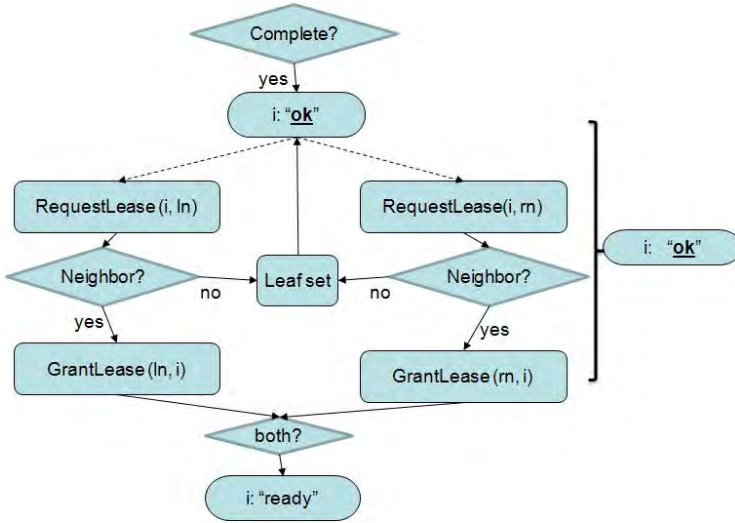 Complete?
yes
i: “ok”
RequestLease (i, ln)
RequestLease(i, rn)
i: “ok”
Neighbor?
no
Leaf set
no
Neighbor?
yes
yes
GrantLease (ln, i)
GrantLease (rn, i)
both?
i: “ready”